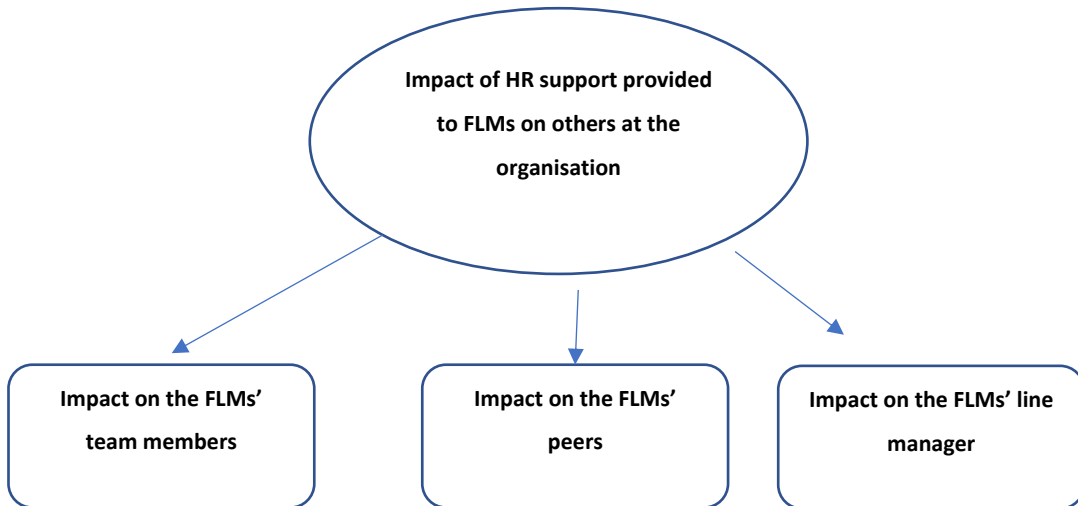 Impact of HR support provided
to FLMs on others at the
organisation
Impact on the FLMs’
team members
Impact on the FLMs’
peers
Impact on the FLMs’ line
manager